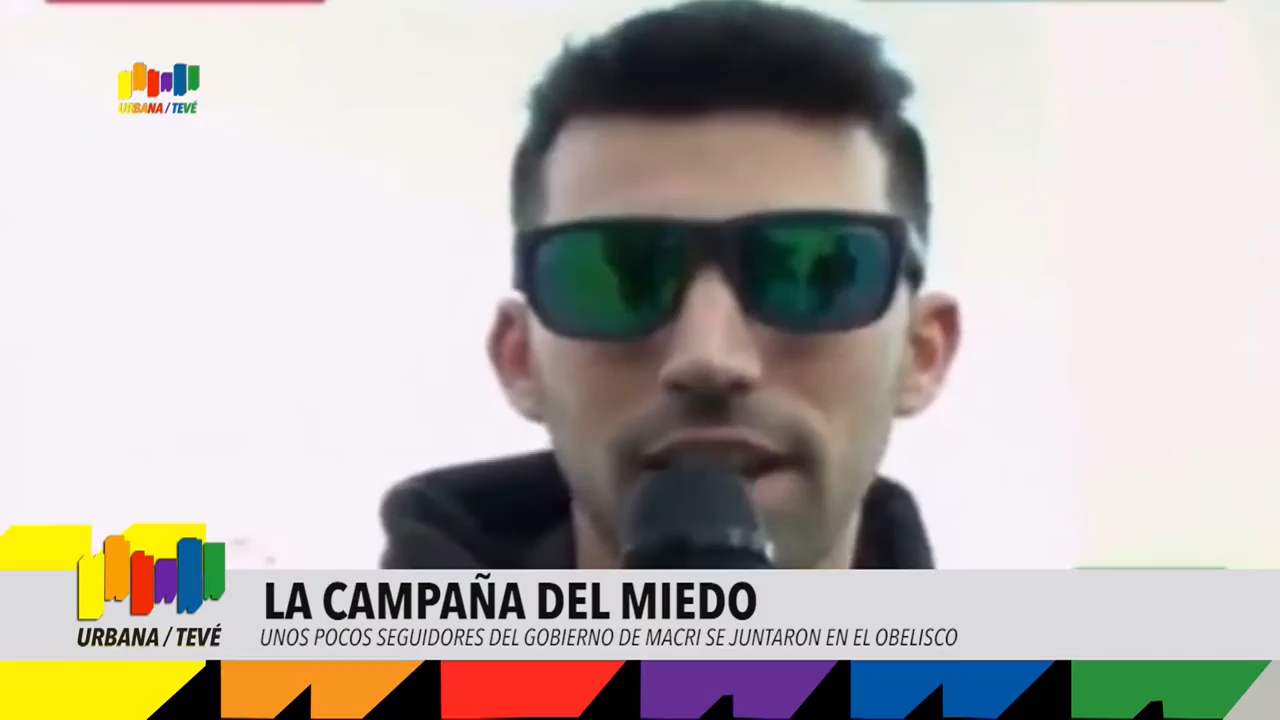 URBANA / TEVÉ
LA CAMPAÑA DEL MIEDO
URBANA / TEVÉ
UNOS POCOS SEGUIDORES DEL GOBIERNO DE MACRI SE JUNTARON EN EL OBELISCO